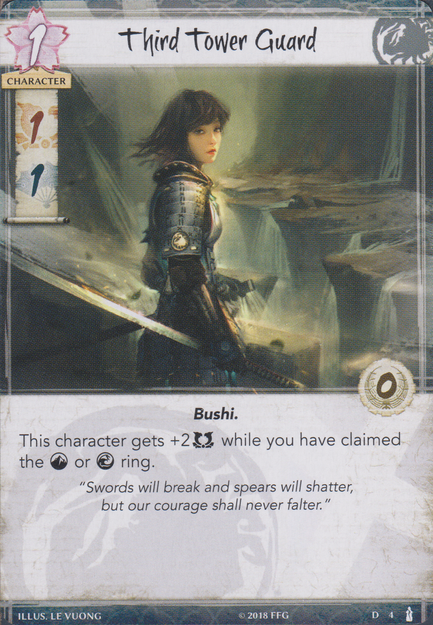 1
Third Tower Guard
CHARACTER
1
1
0
Bushi.
This character gets +2 while you have claimed
the or ring.
"Swords will break and spears will shatter,
but our courage shall never falter."
ILLUS. LE VUONG
© 2018 FFG
D 4